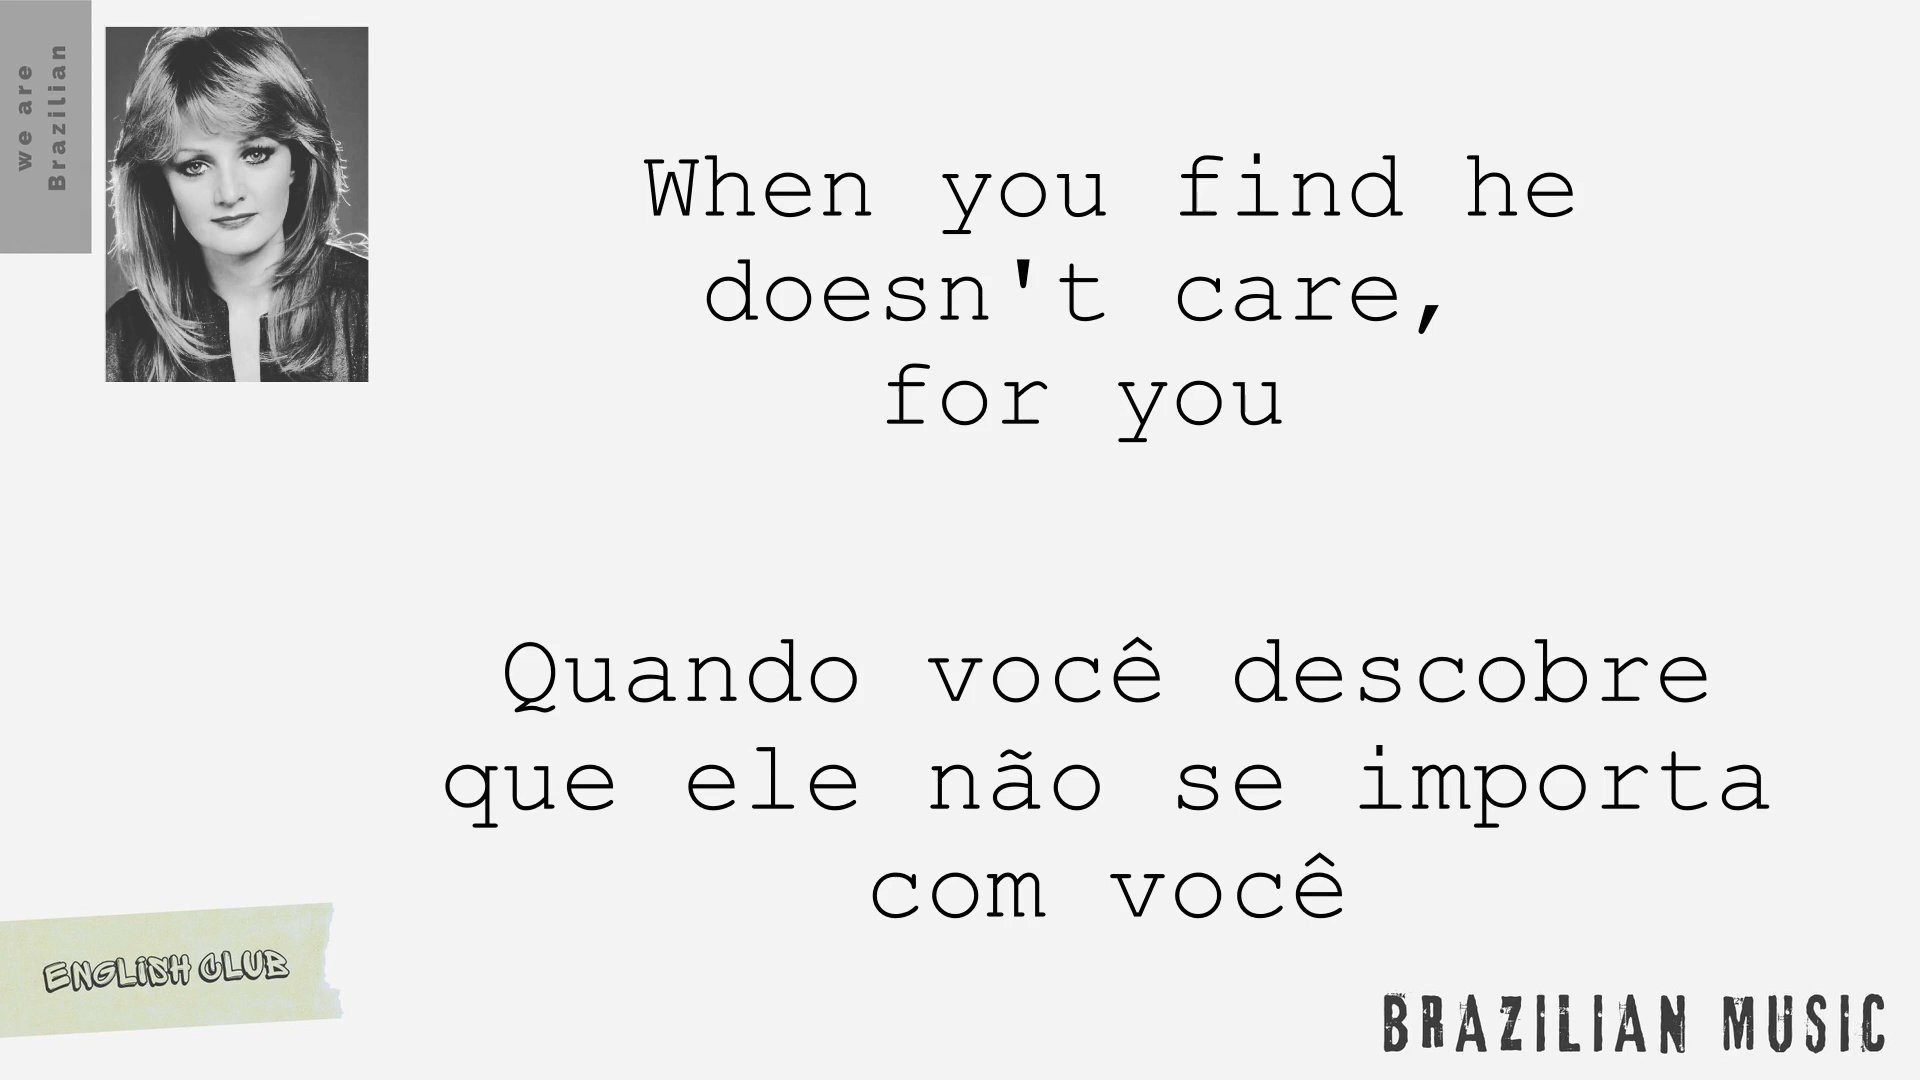 we are
Brazilian
When you find he
doesn't care,
for you
Quando você descobre
que ele não se importa
com você
ENGLISH CLUB
BRAZILIAN MUSIC